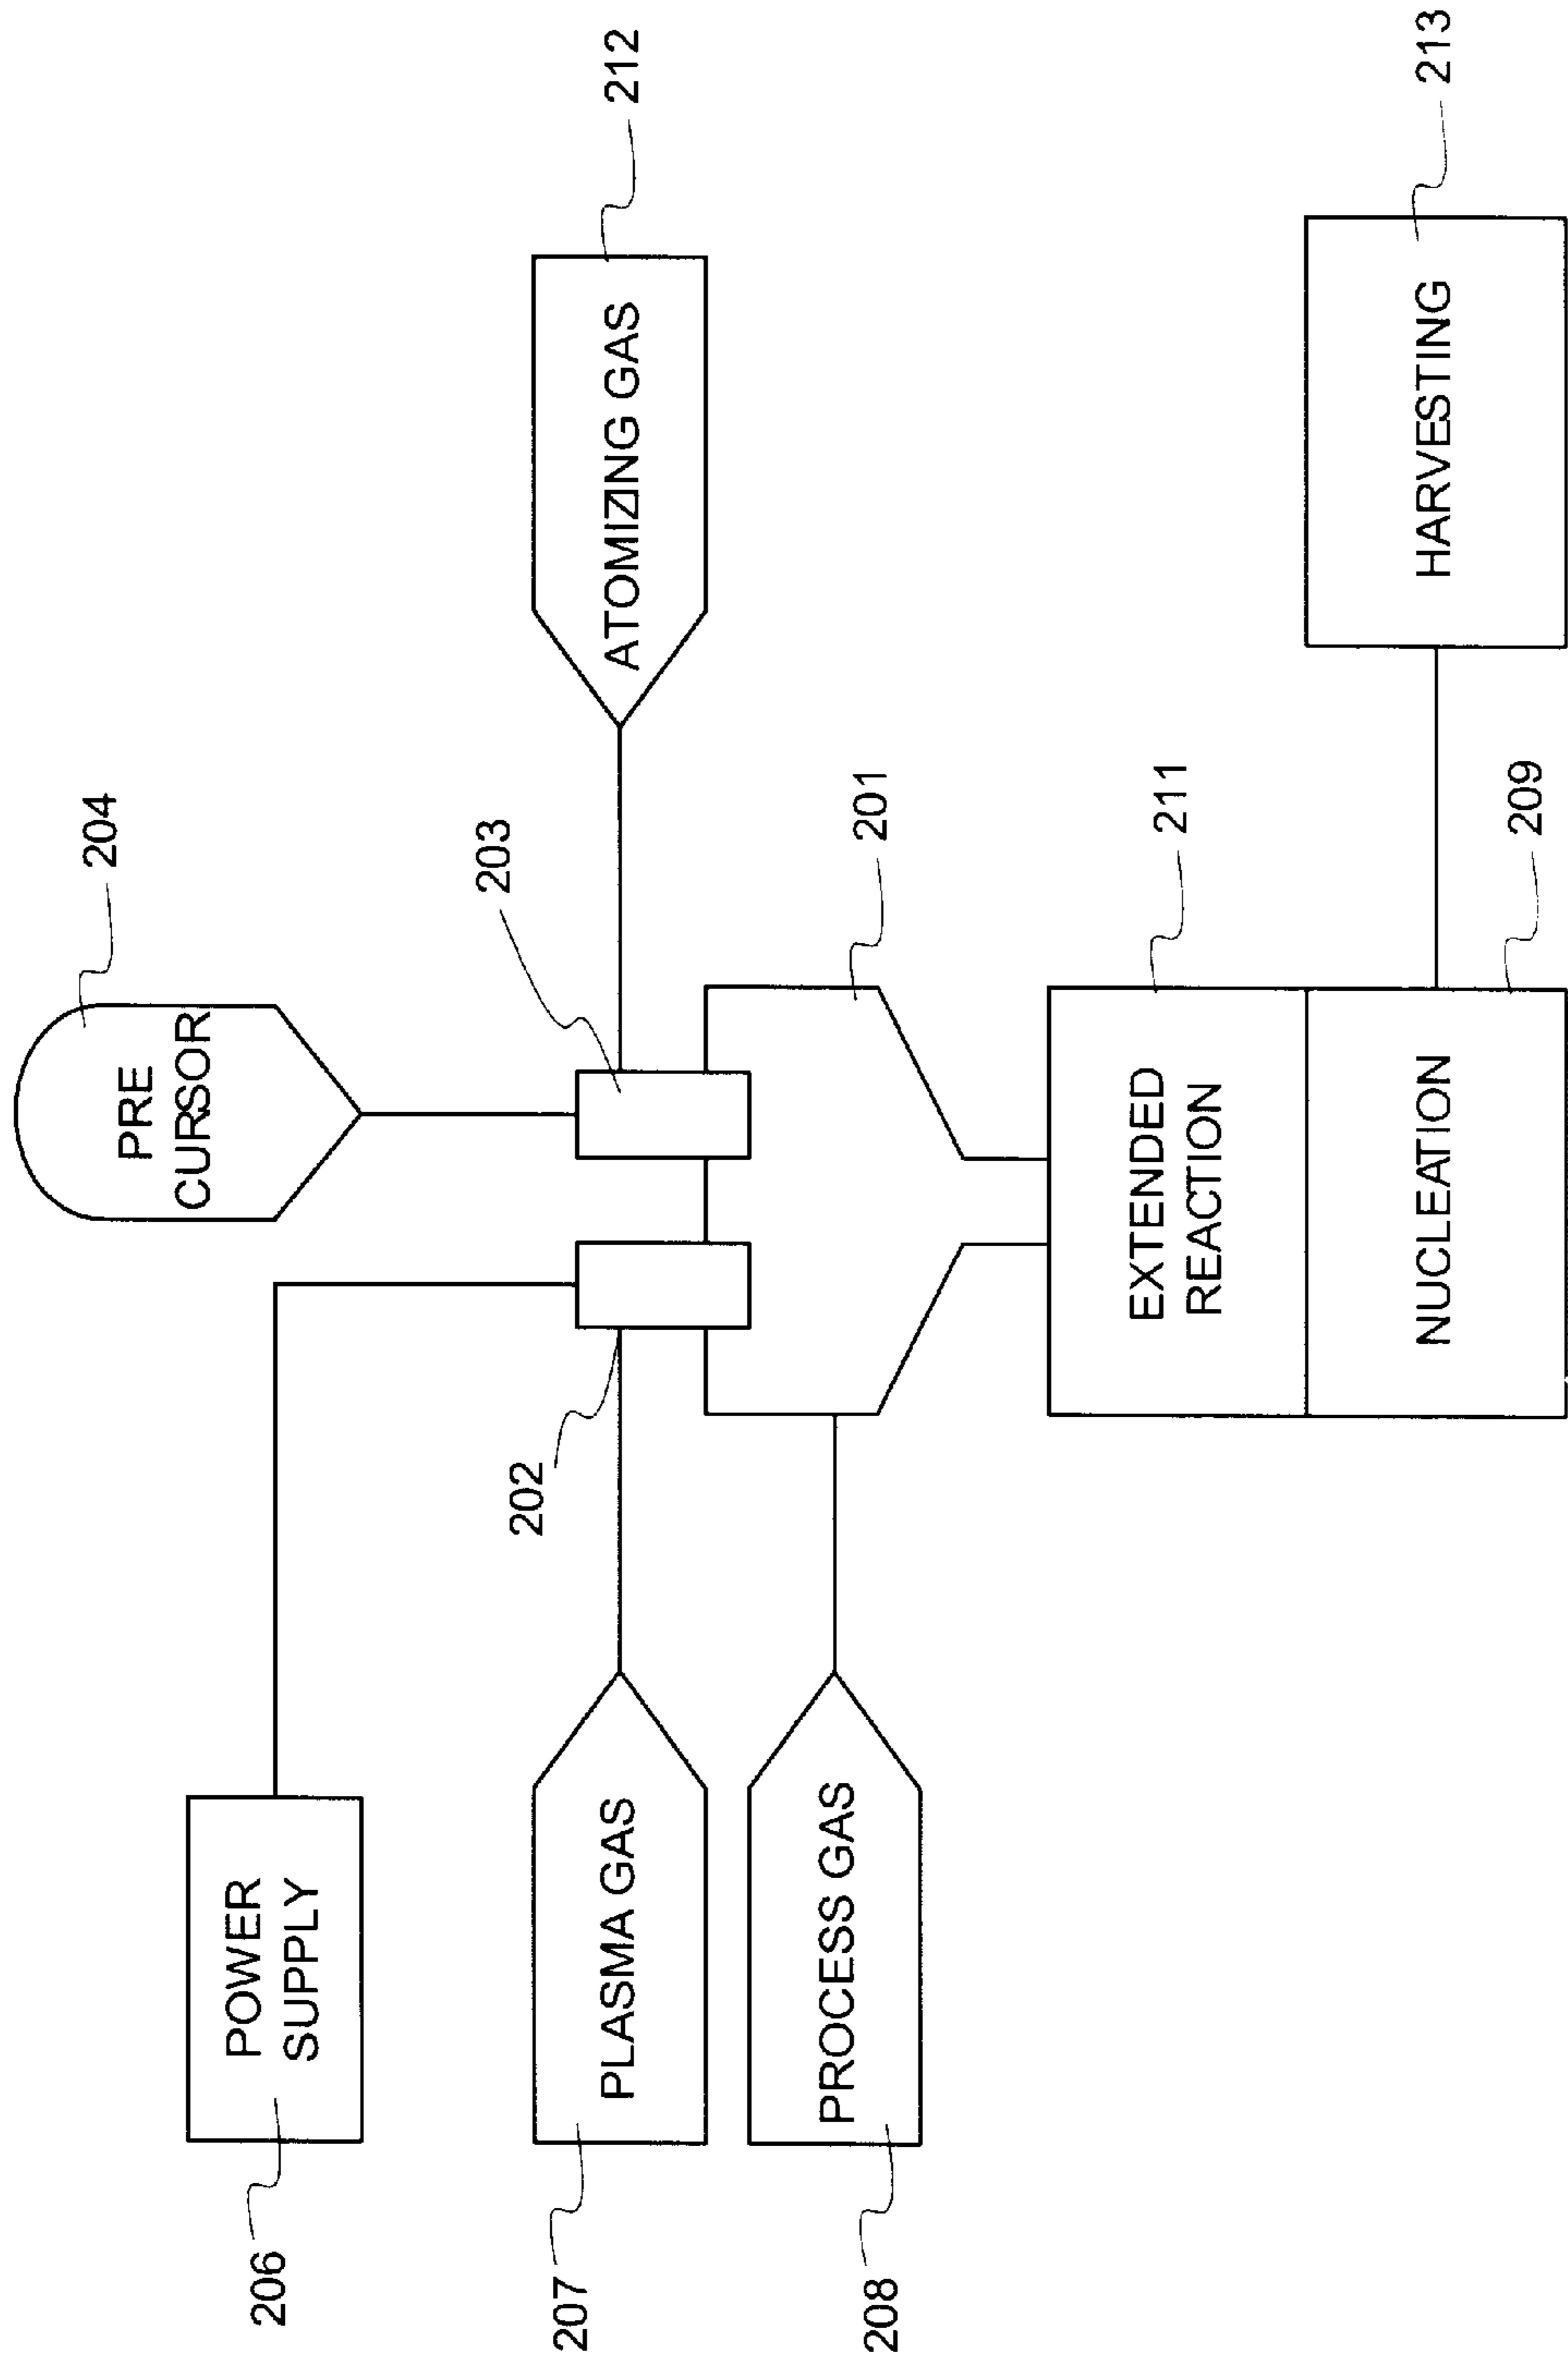 204
PRE
CURSOR
206
POWER
SUPPLY
203
212
ATOMIZING GAS
202
207
PLASMA GAS
201
208
PROCESS GAS
211
EXTENDED
REACTION
213
HARVESTING
209
NUCLEATION